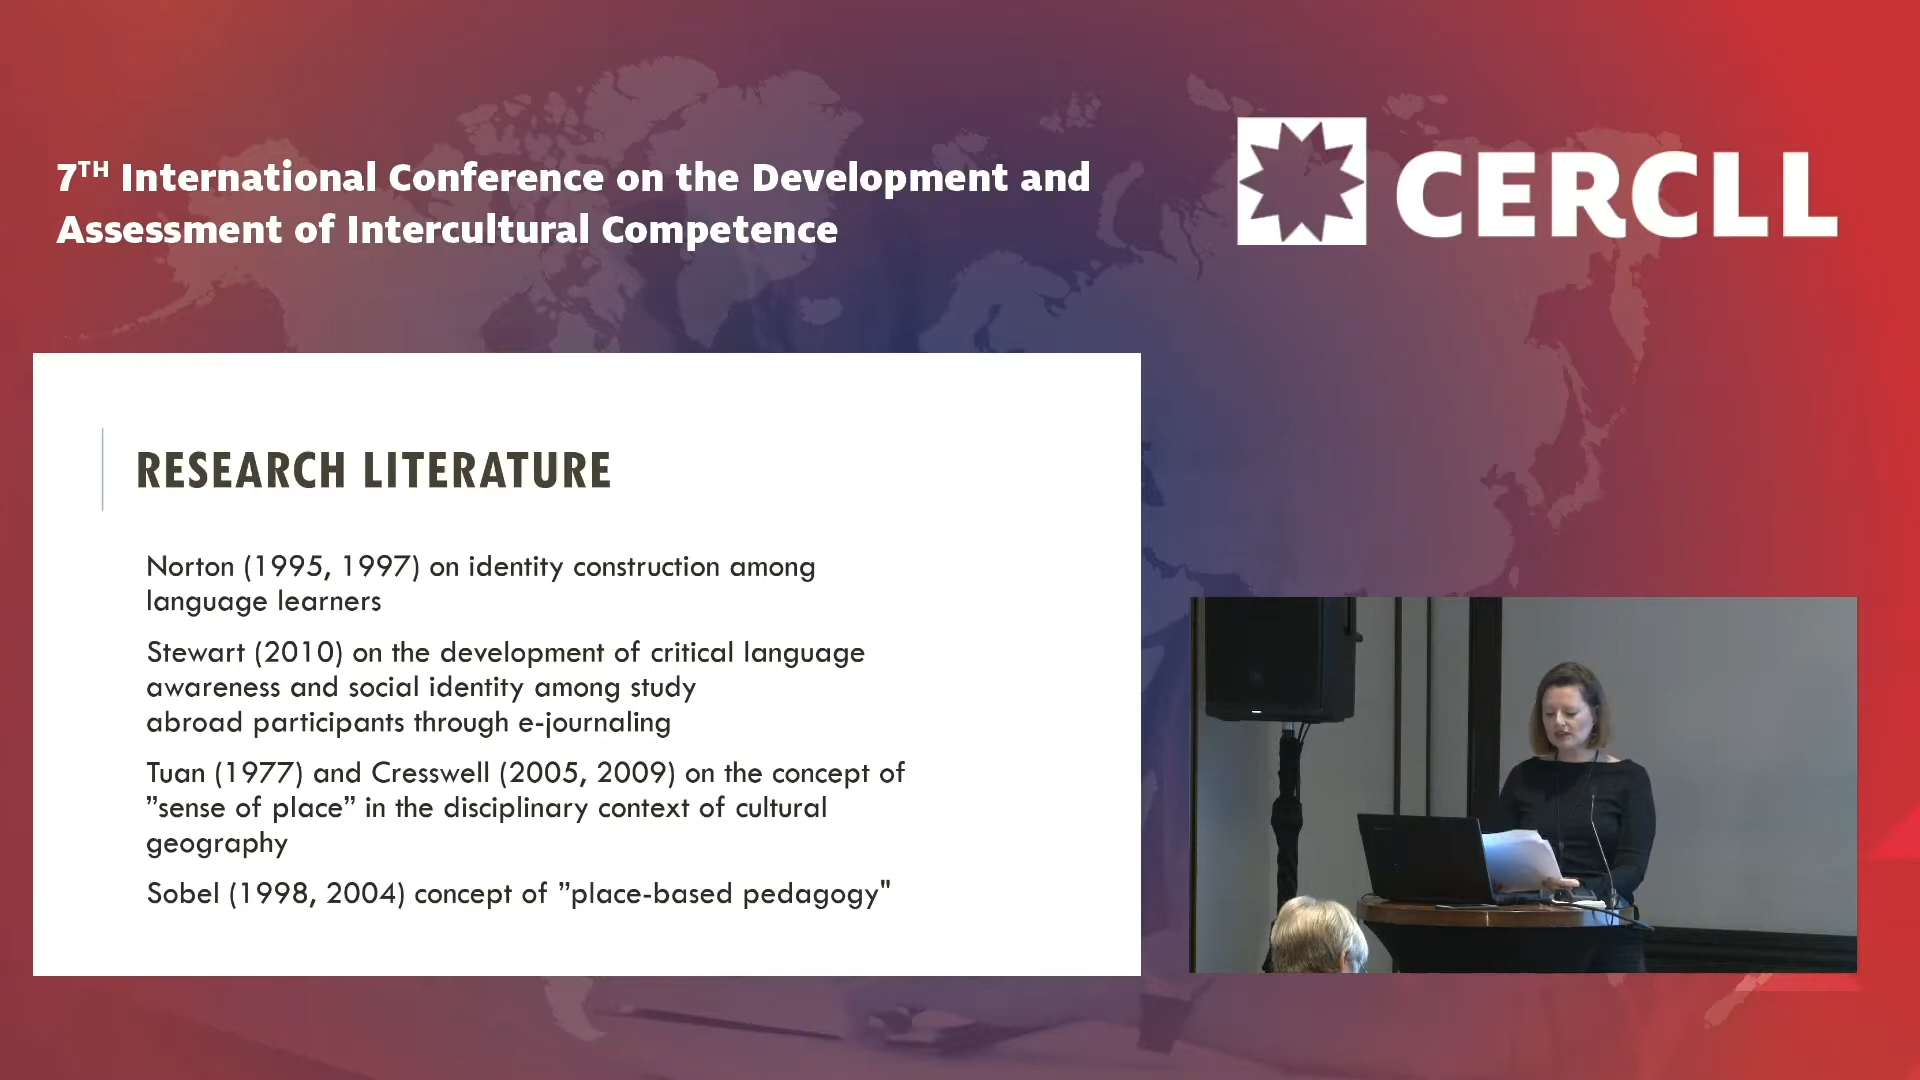 7TH International Conference on the Development and
Assessment of Intercultural Competence
CERCLL
RESEARCH LITERATURE
Norton (1995, 1997) on identity construction among
language learners
Stewart (2010) on the development of critical language
awareness and social identity among study
abroad participants through e-journaling
Tuan (1977) and Cresswell (2005, 2009) on the concept of
”sense of place” in the disciplinary context of cultural
geography
Sobel (1998, 2004) concept of ”place-based pedagogy"